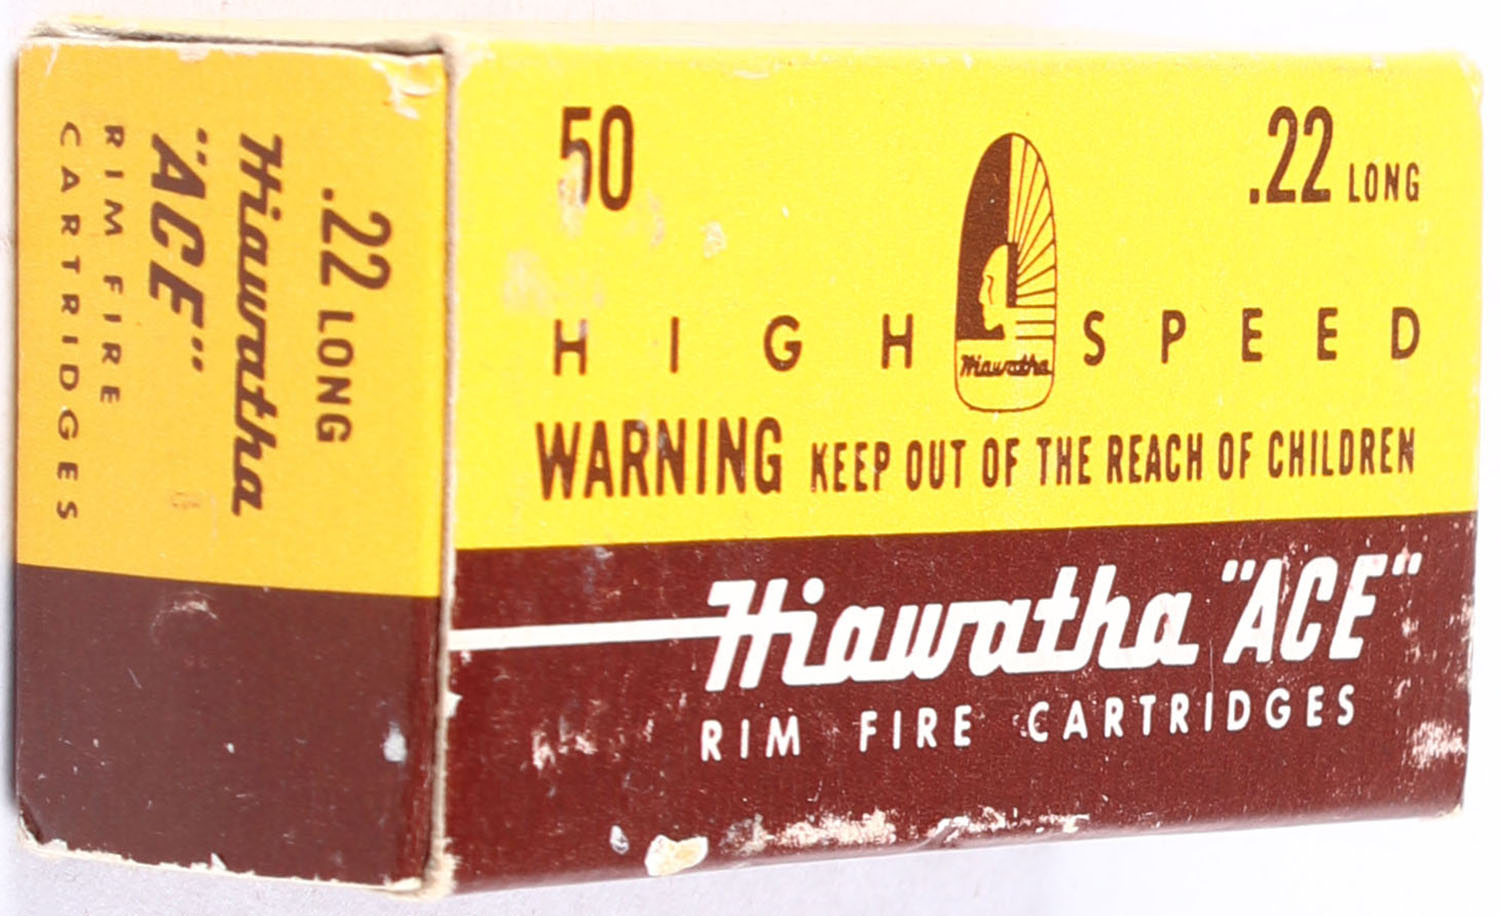 .22 LONG
Hiawatha
"ACE"
RIM FIRE
CARTRIDGES
50
.22 LONG
HIGH SPEED
Hiawatha
WARNING KEEP OUT OF THE REACH OF CHILDREN
Hiawatha "ACE"
RIM FIRE CARTRIDGES